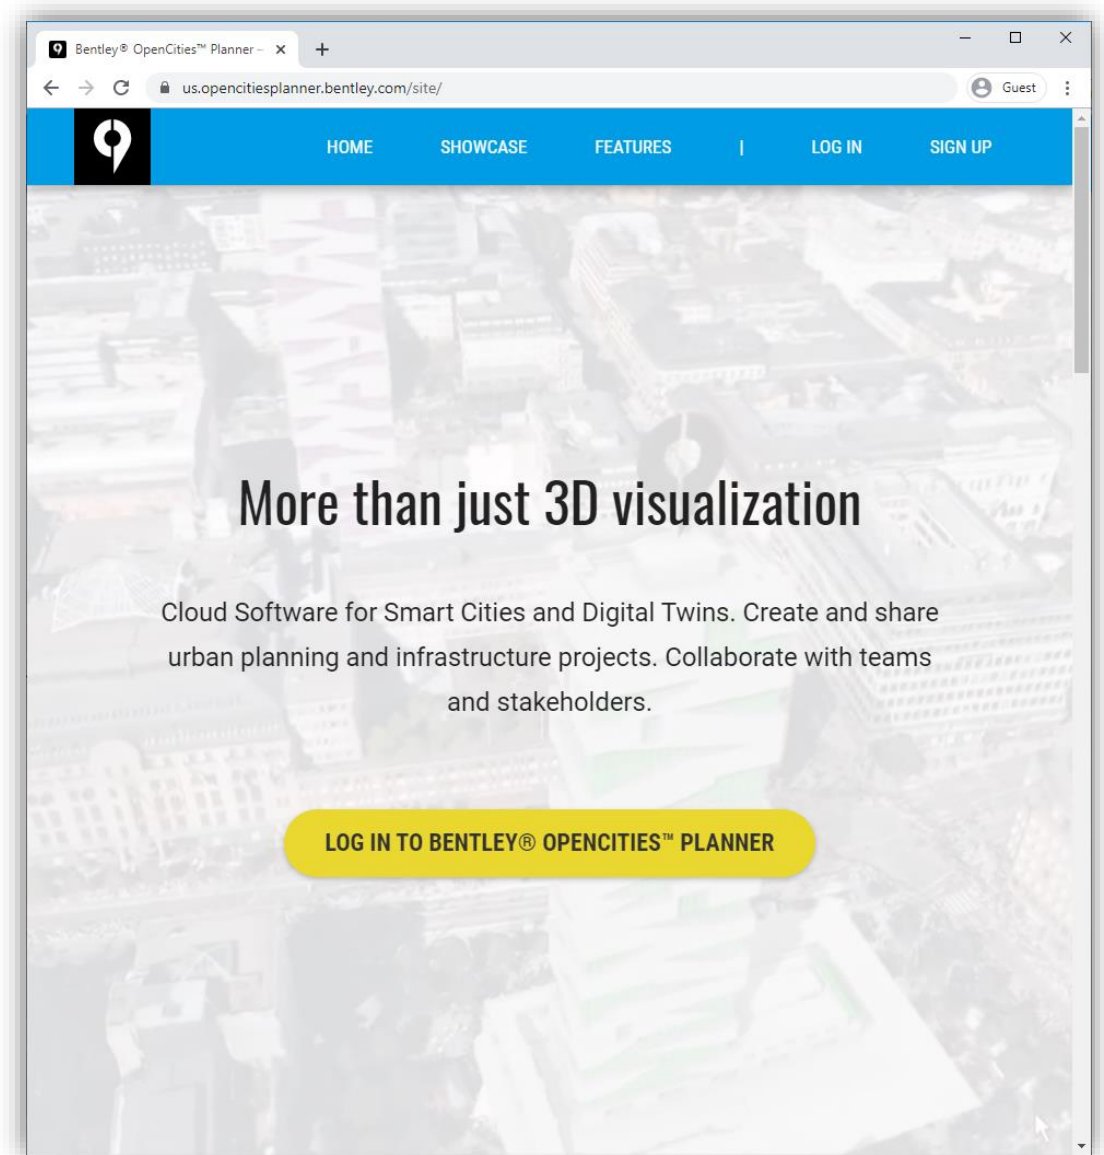 Bentley® OpenCities™ Planner –
us.opencitiesplanner.bentley.com/site/
Guest
HOME SHOWCASE FEATURES | LOG IN SIGN UP
More than just 3D visualization
Cloud Software for Smart Cities and Digital Twins. Create and share
urban planning and infrastructure projects. Collaborate with teams
and stakeholders.
LOG IN TO BENTLEY® OPENCITIES™ PLANNER